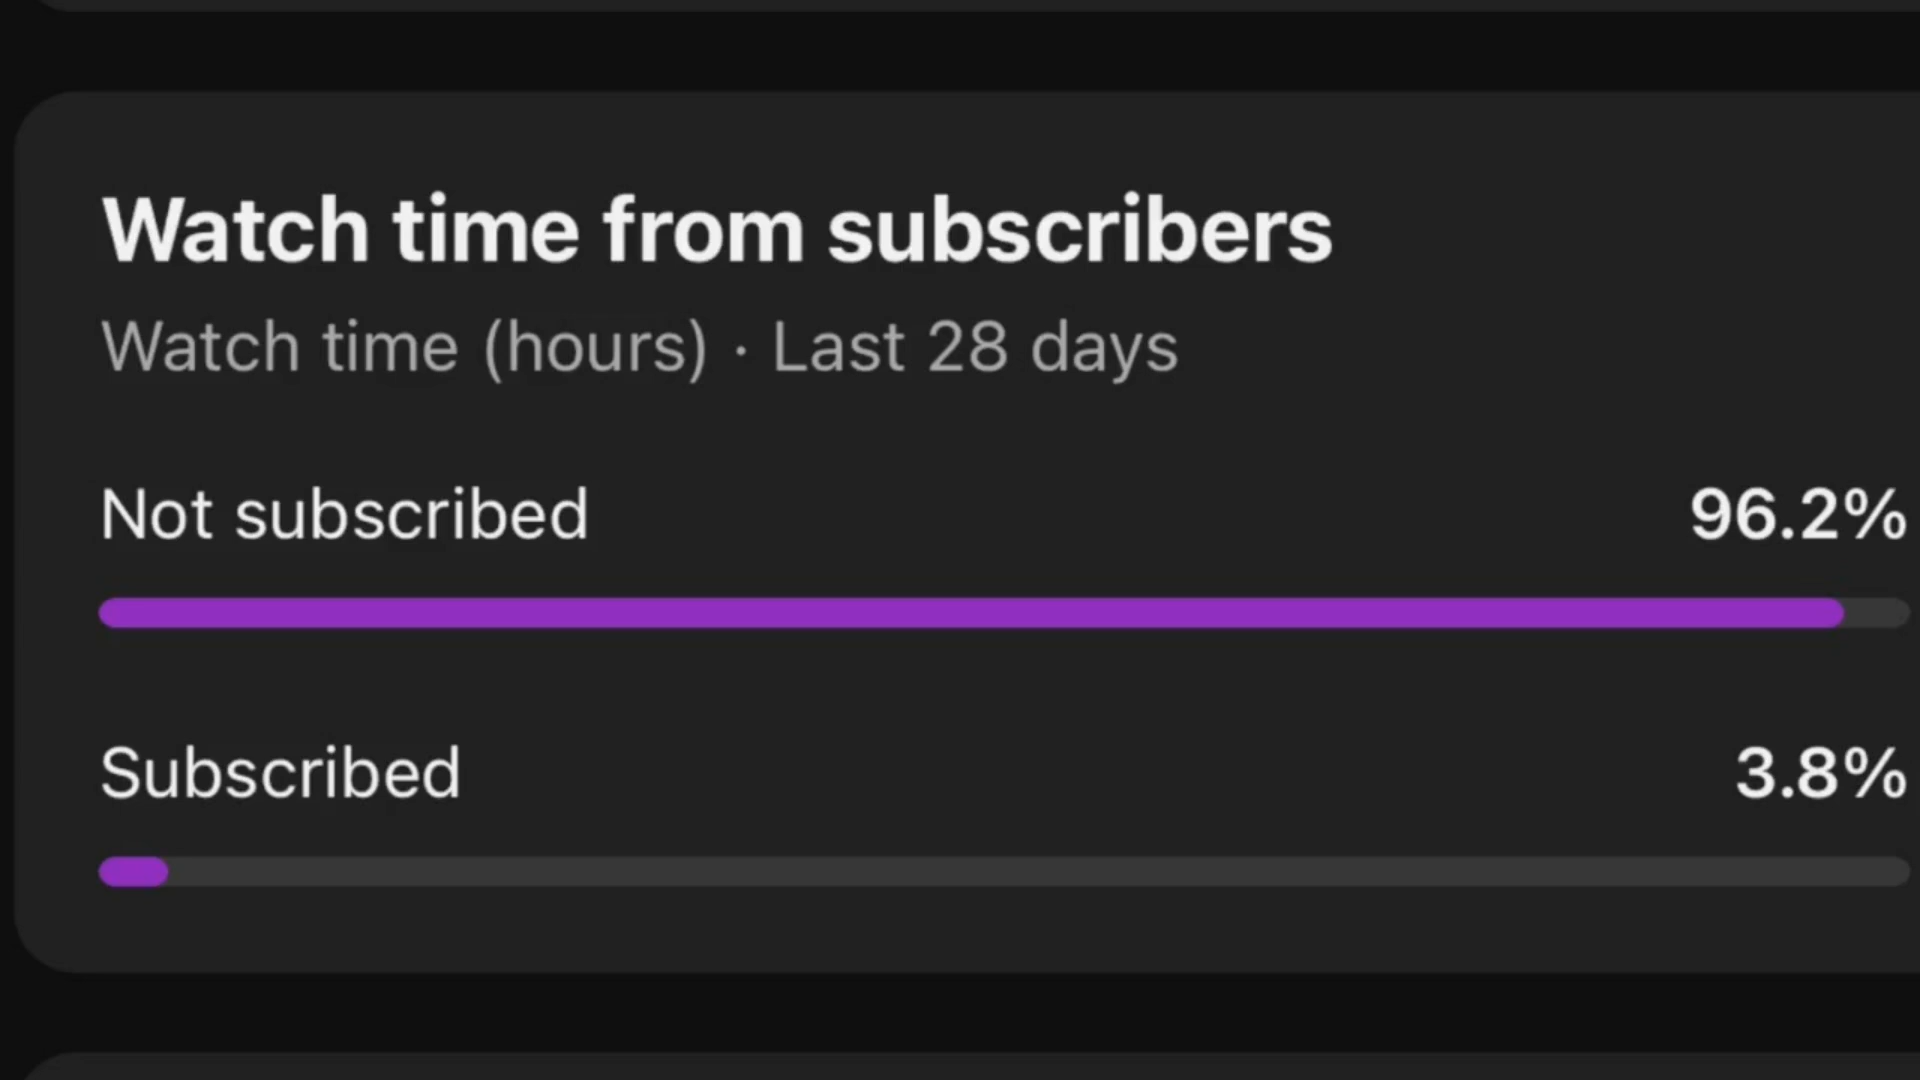 Watch time from subscribers
Watch time (hours) · Last 28 days
Not subscribed 96.2%
Subscribed 3.8%